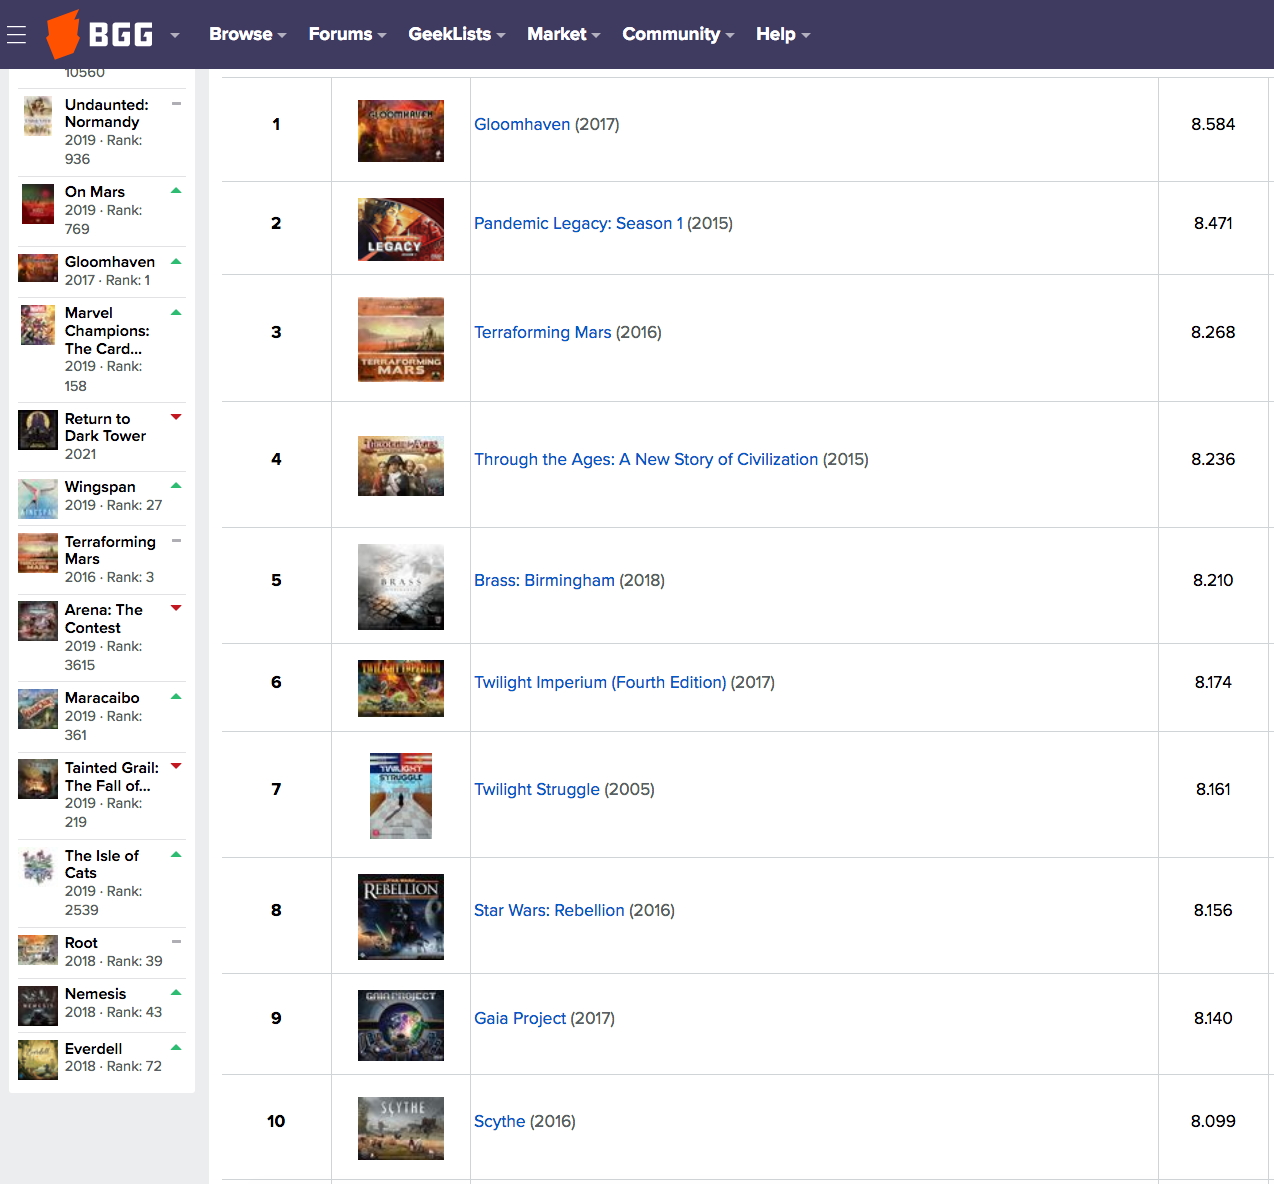 BGG
Browse
Forums
GeekLists
Market
Community
Help
10560
Undaunted:
Normandy
2019 · Rank:
936
On Mars
2019 · Rank:
769
Gloomhaven
2017 · Rank: 1
Marvel
Champions:
The Card...
2019 · Rank:
158
Return to
Dark Tower
2021
Wingspan
2019 · Rank: 27
Terraforming
Mars
2016 · Rank: 3
Arena: The
Contest
2019 · Rank:
3615
Maracaibo
2019 · Rank:
361
Tainted Grail:
The Fall of...
2019 · Rank:
219
The Isle of
Cats
2019 · Rank:
2539
Root
2018 · Rank: 39
Nemesis
2018 · Rank: 43
Everdell
2018 · Rank: 72
1
GLOOMHAVEN
Gloomhaven (2017)
8.584
2
LEGACY
Pandemic Legacy: Season 1 (2015)
8.471
3
TERRAFORMING
MARS
Terraforming Mars (2016)
8.268
4
Through the Ages
Through the Ages: A New Story of Civilization (2015)
8.236
5
BRASS
Brass: Birmingham (2018)
8.210
6
TWILIGHT IMPERIUM
Twilight Imperium (Fourth Edition) (2017)
8.174
7
TWILIGHT
STRUGGLE
Twilight Struggle (2005)
8.161
8
STAR WARS
REBELLION
Star Wars: Rebellion (2016)
8.156
9
GAIA PROJECT
Gaia Project (2017)
8.140
10
SCYTHE
Scythe (2016)
8.099